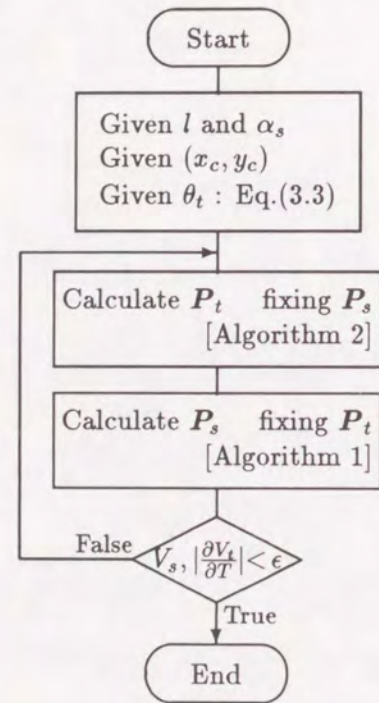 Start
Given l and α_s
Given (x_c, y_c)
Given θ_t : Eq.(3.3)
Calculate P_t fixing P_s
[Algorithm 2]
Calculate P_s fixing P_t
[Algorithm 1]
False
V_s, |∂V_t/∂T| < ϵ
True
End